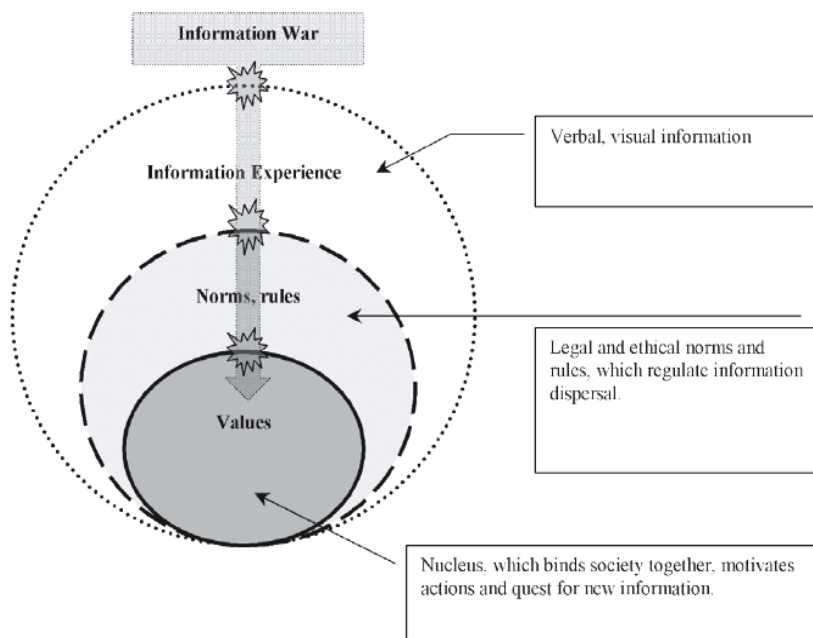 Information War
Verbal, visual information
Information Experience
Norms, rules
Legal and ethical norms and
rules, which regulate information
dispersal.
Values
Nucleus, which binds society together, motivates
actions and quest for new information.